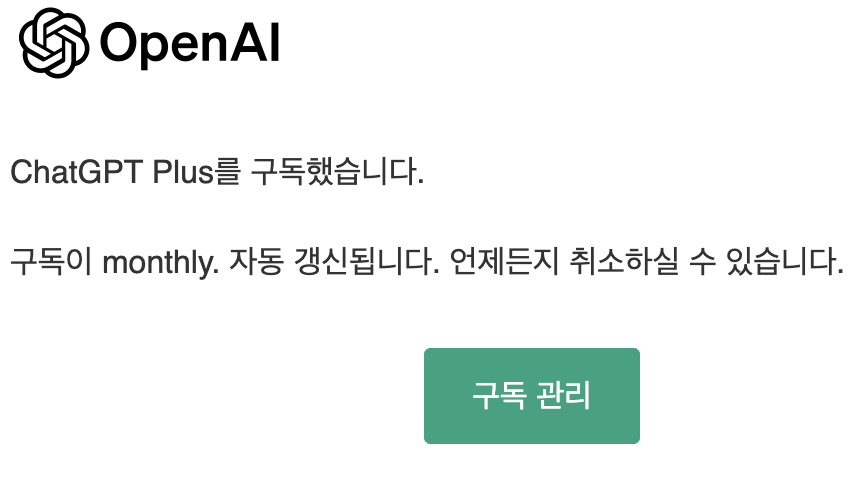 OpenAI
ChatGPT Plus를 구독했습니다.
구독이 monthly. 자동 갱신됩니다. 언제든지 취소하실 수 있습니다.
구독 관리